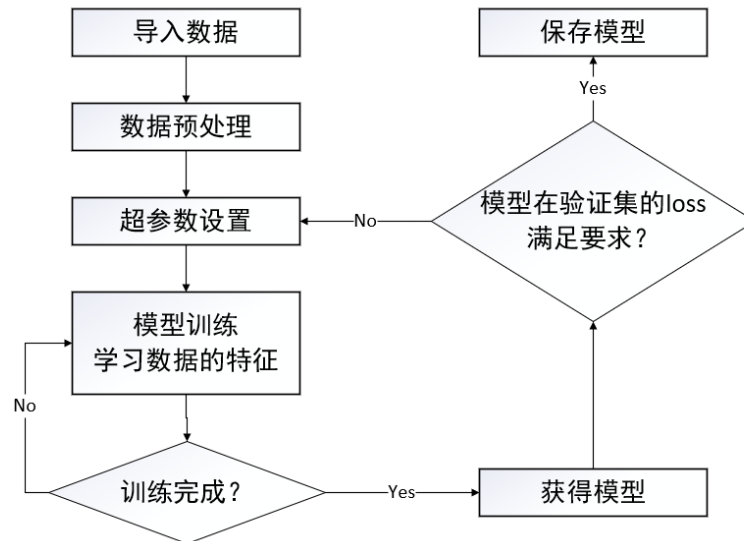 导入数据
数据预处理
超参数设置
模型训练
学习数据的特征
No
训练完成？
Yes
获得模型
模型在验证集的loss
满足要求？
No
Yes
保存模型